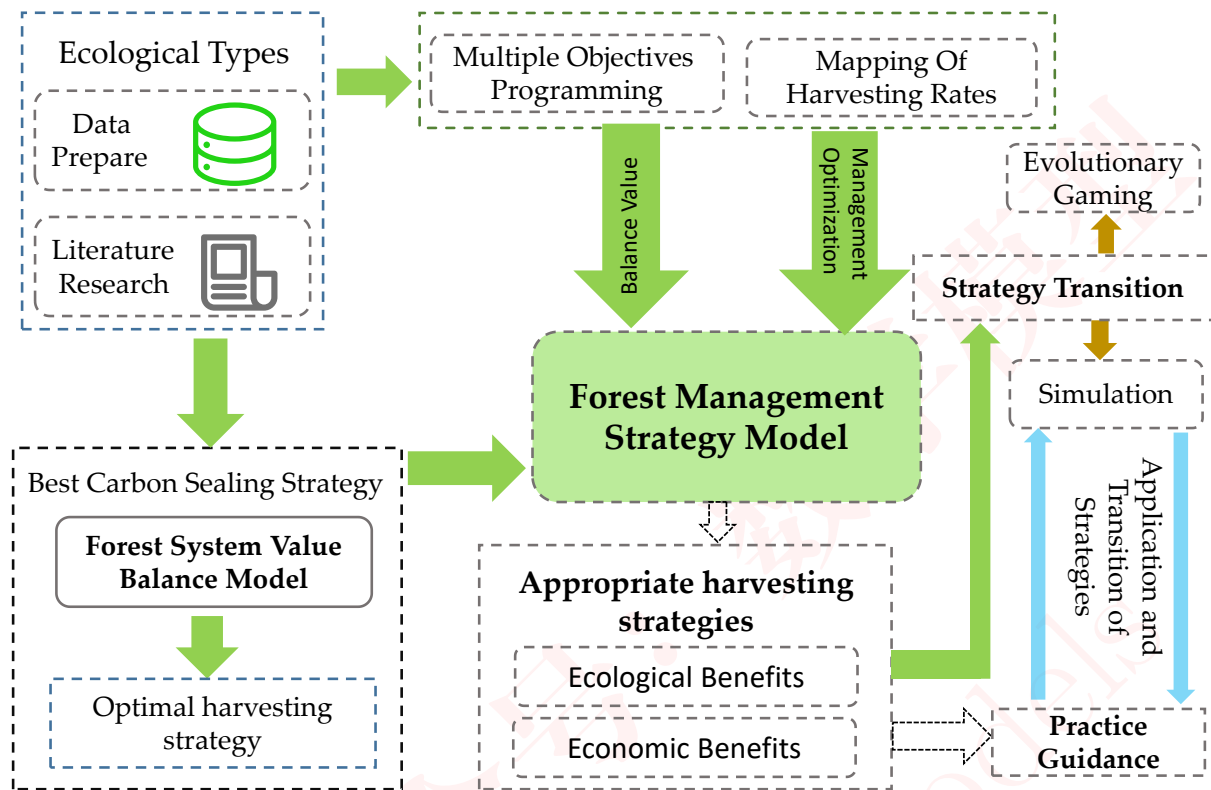 Ecological Types
Data
Prepare
Literature
Research
Multiple Objectives
Programming
Mapping Of
Harvesting Rates
Balance Value
Management
Optimization
Evolutionary
Gaming
Strategy Transition
Simulation
Forest Management
Strategy Model
Best Carbon Sealing Strategy
Forest System Value
Balance Model
Optimal harvesting
strategy
Appropriate harvesting
strategies
Ecological Benefits
Economic Benefits
Application and
Transition of
Strategies
Practice
Guidance